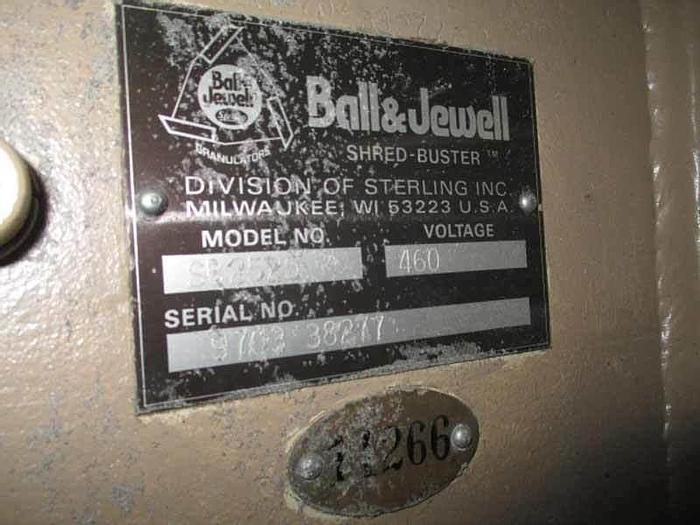 Ball
Jewell
GRANULATORS
Ball&Jewell
SHRED-BUSTER™
DIVISION OF STERLING INC.
MILWAUKEE, WI 53223 U.S.A.
MODEL NO.
VOLTAGE
460
SERIAL NO.
38277